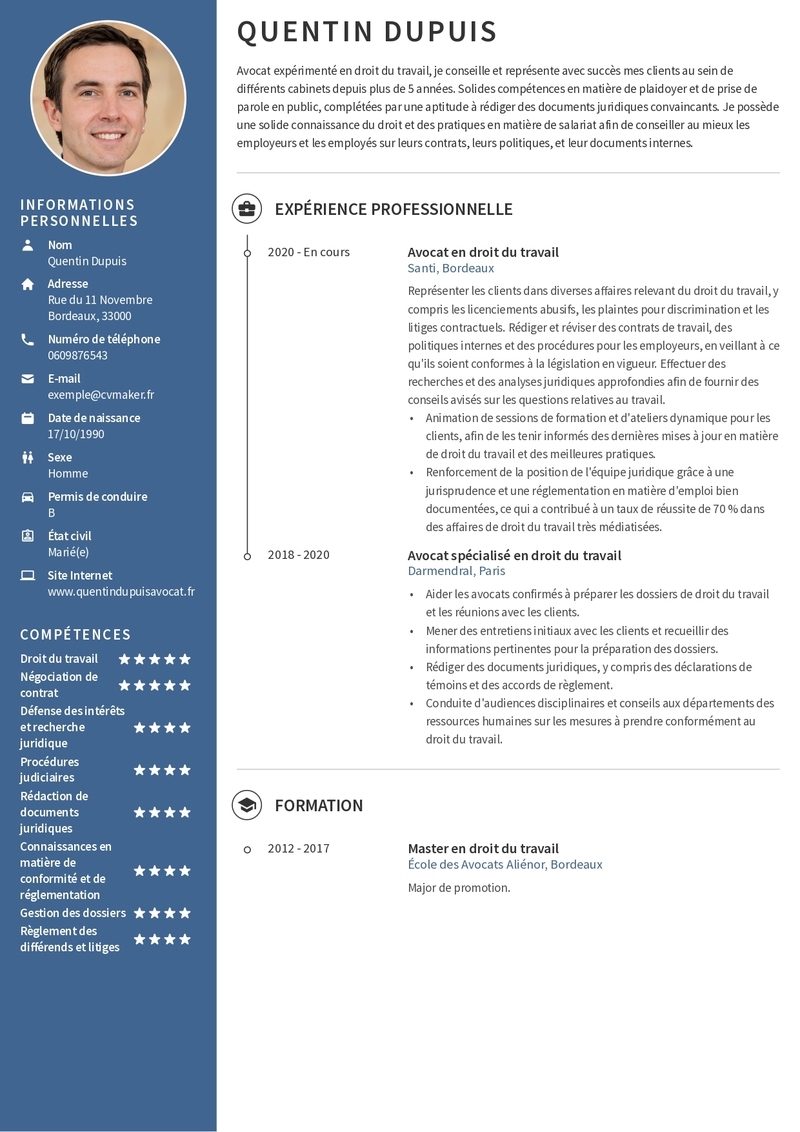 QUENTIN DUPUIS
Avocat expérimenté en droit du travail, je conseille et représente avec succès mes clients au sein de
différents cabinets depuis plus de 5 années. Solides compétences en matière de plaidoyer et de prise de
parole en public, complétées par une aptitude à rédiger des documents juridiques convaincants. Je possède
une solide connaissance du droit et des pratiques en matière de salariat afin de conseiller au mieux les
employeurs et les employés sur leurs contrats, leurs politiques, et leur documents internes.
INFORMATIONS
PERSONNELLES
Nom
Quentin Dupuis
Adresse
Rue du 11 Novembre
Bordeaux, 33000
Numéro de téléphone
0609876543
E-mail
exemple@cvmaker.fr
Date de naissance
17/10/1990
Sexe
Homme
Permis de conduire
B
État civil
Marié(e)
Site Internet
www.quentindupuisavocat.fr
COMPÉTENCES
Droit du travail
Négociation de
contrat
Défense des intérêts
et recherche
juridique
Procédures
judiciaires
Rédaction de
documents
juridiques
Connaissances en
matière de
conformité et de
réglementation
Gestion des dossiers
Règlement des
différends et litiges
EXPÉRIENCE PROFESSIONNELLE
2020 - En cours
Avocat en droit du travail
Santi, Bordeaux
Représenter les clients dans diverses affaires relevant du droit du travail, y
compris les licenciements abusifs, les plaintes pour discrimination et les
litiges contractuels. Rédiger et réviser des contrats de travail, des
politiques internes et des procédures pour les employeurs, en veillant à ce
qu'ils soient conformes à la législation en vigueur. Effectuer des
recherches et des analyses juridiques approfondies afin de fournir des
conseils avisés sur les questions relatives au travail.
• Animation de sessions de formation et d'ateliers dynamique pour les
clients, afin de les tenir informés des dernières mises à jour en matière
de droit du travail et des meilleures pratiques.
• Renforcement de la position de l'équipe juridique grâce à une
jurisprudence et une réglementation en matière d'emploi bien
documentées, ce qui a contribué à un taux de réussite de 70 % dans
des affaires de droit du travail très médiatisées.
2018 - 2020
Avocat spécialisé en droit du travail
Darmendral, Paris
• Aider les avocats confirmés à préparer les dossiers de droit du travail
et les réunions avec les clients.
• Mener des entretiens initiaux avec les clients et recueillir des
informations pertinentes pour la préparation des dossiers.
• Rédiger des documents juridiques, y compris des déclarations de
témoins et des accords de règlement.
• Conduite d'audiences disciplinaires et conseils aux départements des
ressources humaines sur les mesures à prendre conformément au
droit du travail.
FORMATION
2012 - 2017
Master en droit du travail
École des Avocats Aliénor, Bordeaux
Major de promotion.